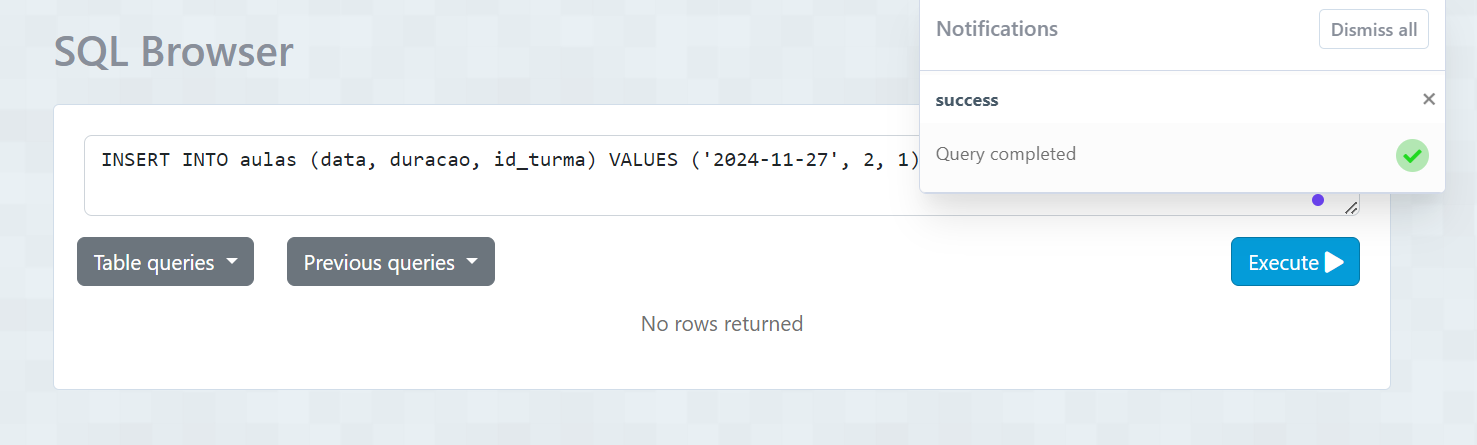 SQL Browser
Notifications
Dismiss all
success
×
INSERT INTO aulas (data, duracao, id_turma) VALUES ('2024-11-27', 2, 1)
Query completed
Table queries
Previous queries
Execute
No rows returned